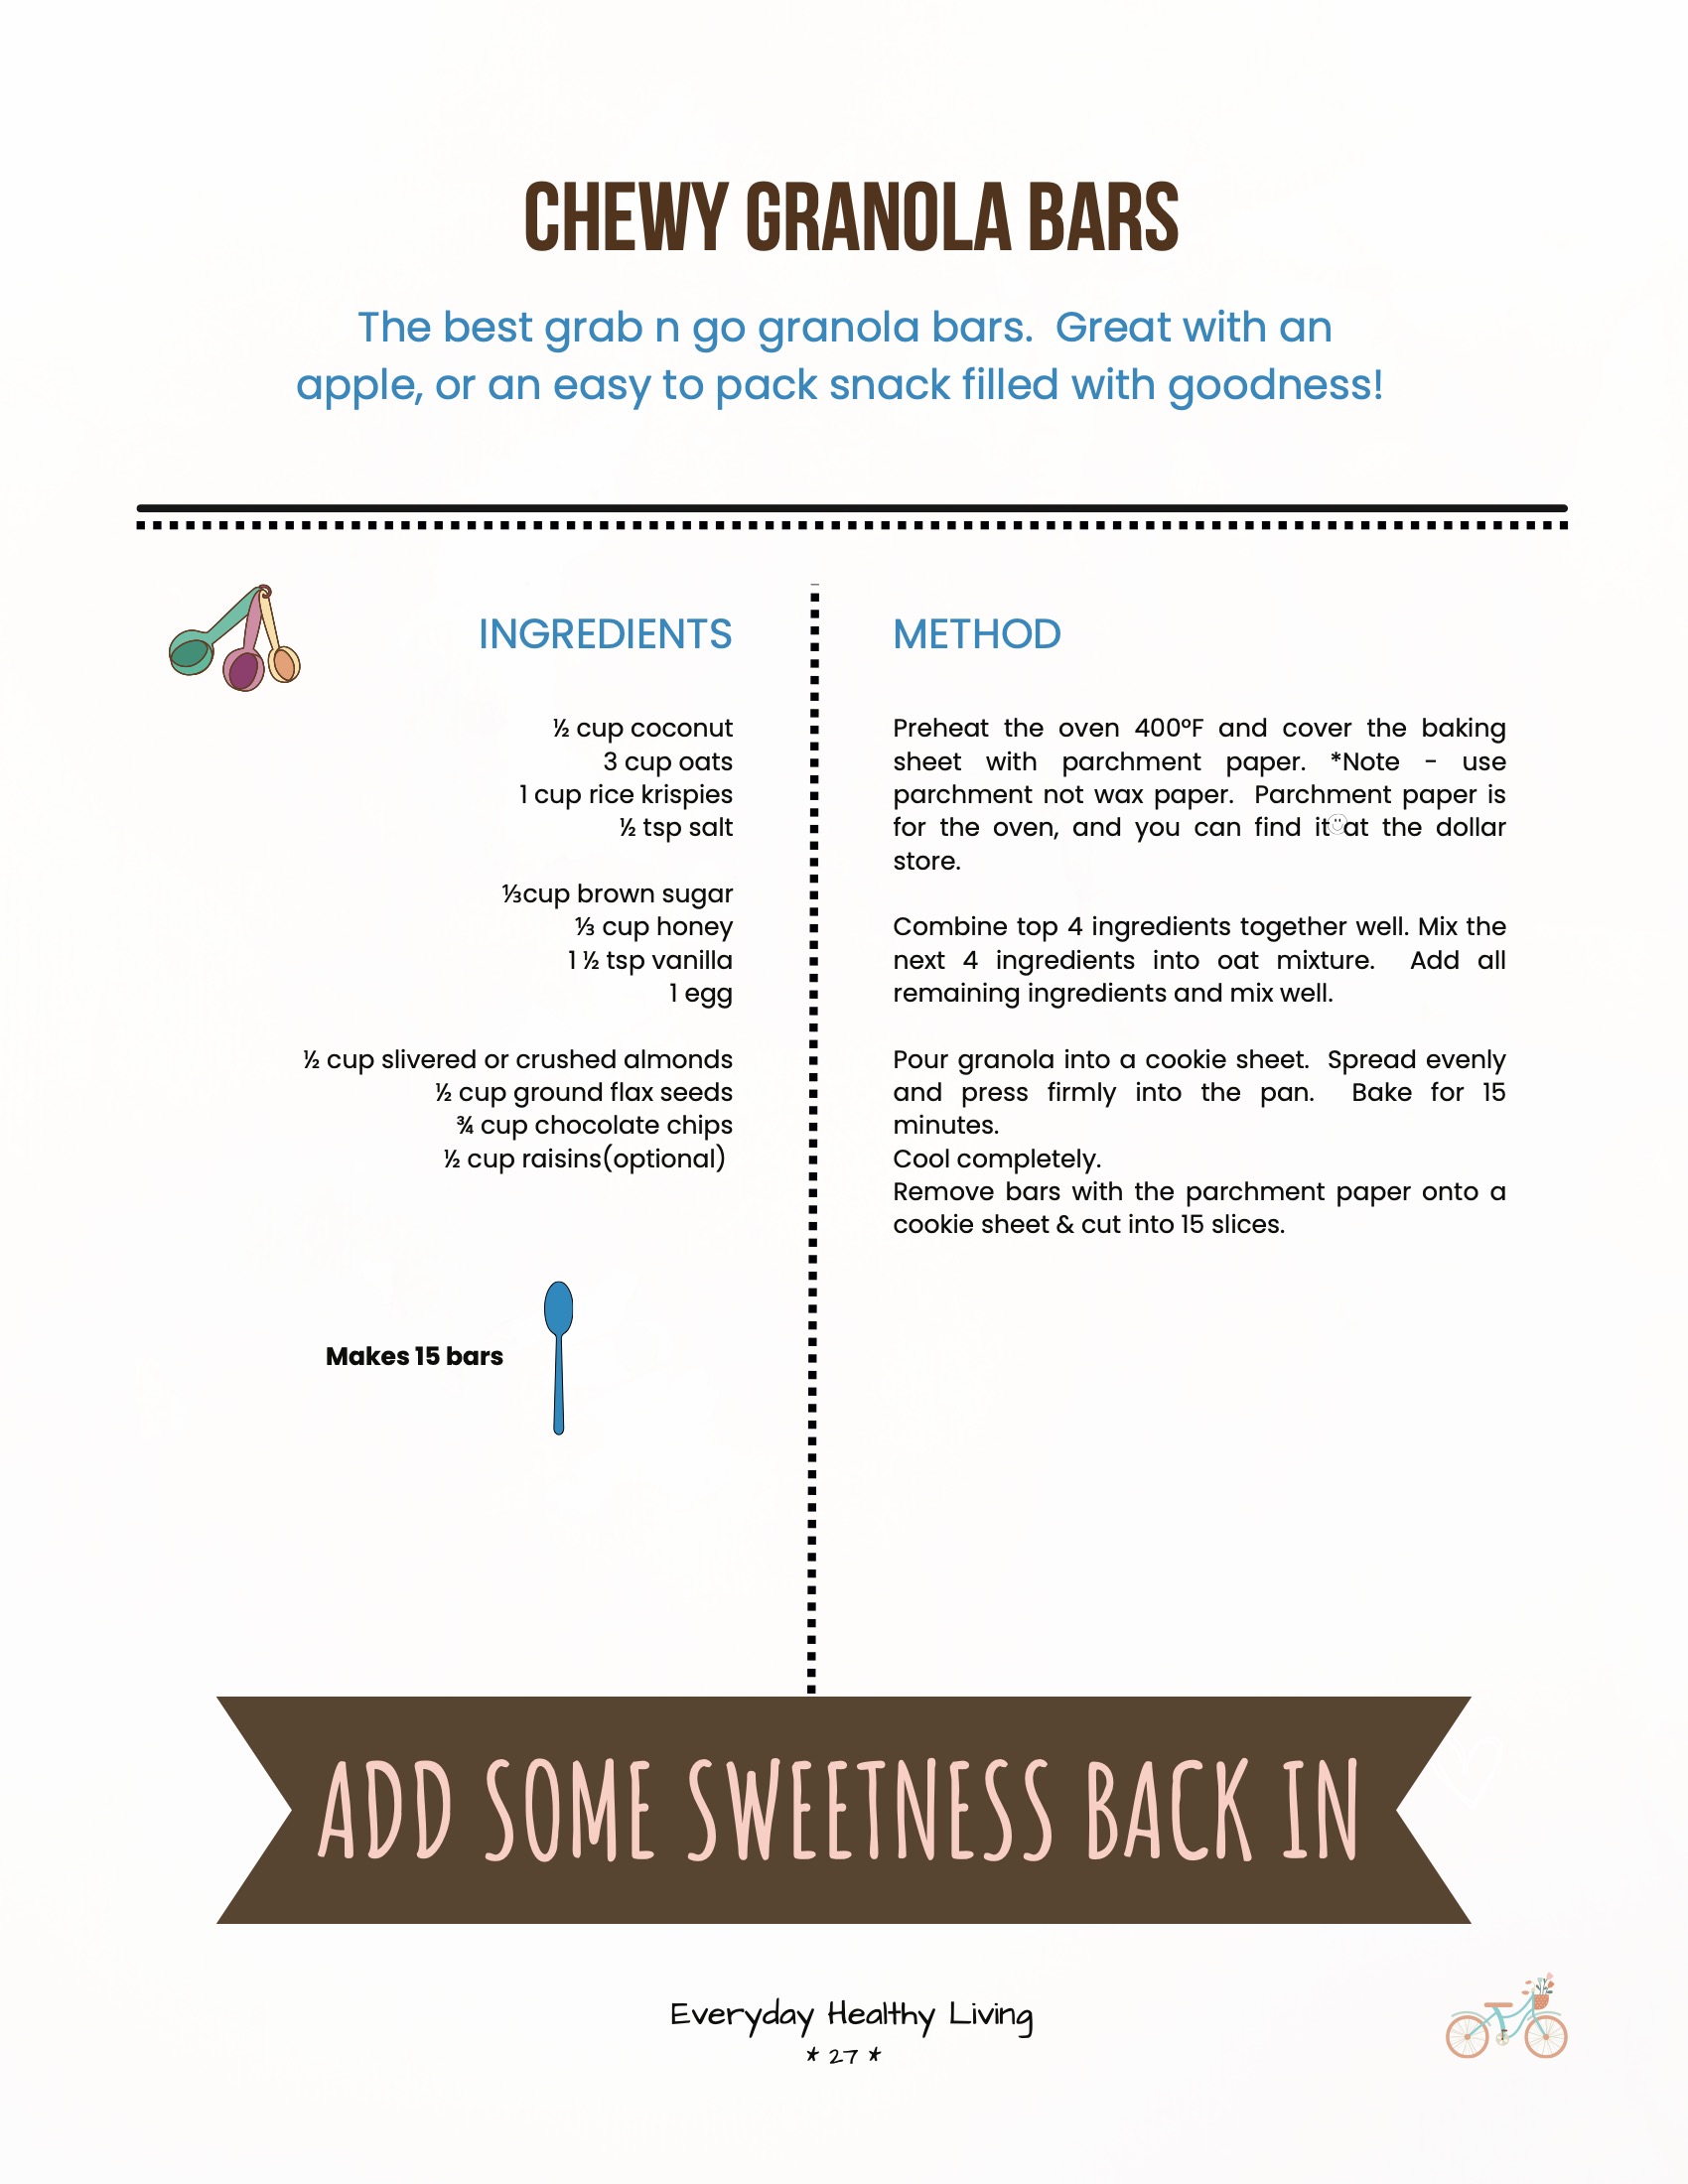 CHEWY GRANOLA BARS
The best grab n go granola bars.  Great with an
apple, or an easy to pack snack filled with goodness!
INGREDIENTS
½ cup coconut
3 cup oats
1 cup rice krispies
½ tsp salt
⅓cup brown sugar
⅓ cup honey
1 ½ tsp vanilla
1 egg
½ cup slivered or crushed almonds
½ cup ground flax seeds
¾ cup chocolate chips
½ cup raisins(optional)
Makes 15 bars
METHOD
Preheat the oven 400°F and cover the baking
sheet with parchment paper. *Note - use
parchment not wax paper.  Parchment paper is
for the oven, and you can find it at the dollar
store.
Combine top 4 ingredients together well. Mix the
next 4 ingredients into oat mixture.  Add all
remaining ingredients and mix well.
Pour granola into a cookie sheet.  Spread evenly
and press firmly into the pan.  Bake for 15
minutes.
Cool completely.
Remove bars with the parchment paper onto a
cookie sheet & cut into 15 slices.
ADD SOME SWEETNESS BACK IN
Everyday Healthy Living
* 27 *